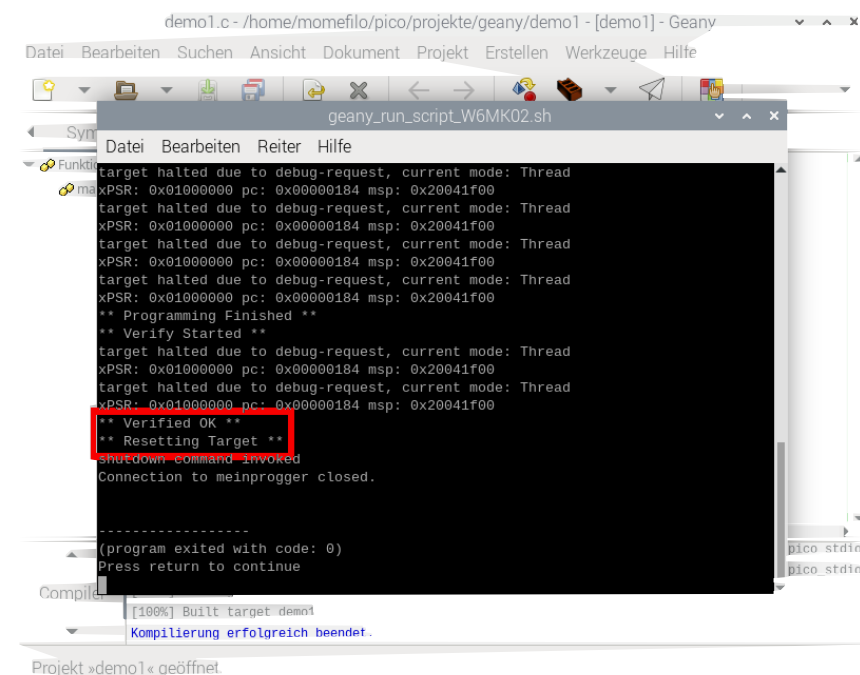 demo1.c - /home/momefilo/pico/projekte/geany/demo1 - [demo1] - Geany
Datei Bearbeiten Suchen Ansicht Dokument Projekt Erstellen Werkzeuge Hilfe
geany_run_script_W6MK02.sh
Sym
Datei Bearbeiten Reiter Hilfe
Funktio
ma
target halted due to debug-request, current mode: Thread
xPSR: 0x01000000 pc: 0x00000184 msp: 0x20041f00
target halted due to debug-request, current mode: Thread
xPSR: 0x01000000 pc: 0x00000184 msp: 0x20041f00
target halted due to debug-request, current mode: Thread
xPSR: 0x01000000 pc: 0x00000184 msp: 0x20041f00
target halted due to debug-request, current mode: Thread
xPSR: 0x01000000 pc: 0x00000184 msp: 0x20041f00
** Programming Finished **
** Verify Started **
target halted due to debug-request, current mode: Thread
xPSR: 0x01000000 pc: 0x00000184 msp: 0x20041f00
target halted due to debug-request, current mode: Thread
xPSR: 0x01000000 pc: 0x00000184 msp: 0x20041f00
** Verified OK **
** Resetting Target **
shutdown command invoked
Connection to meinprogger closed.
------------------
(program exited with code: 0)
Press return to continue
pico_stdio
pico_stdio
Compiler
[100%] Built target demo1
Kompilierung erfolgreich beendet.
Projekt »demo1« geöffnet.